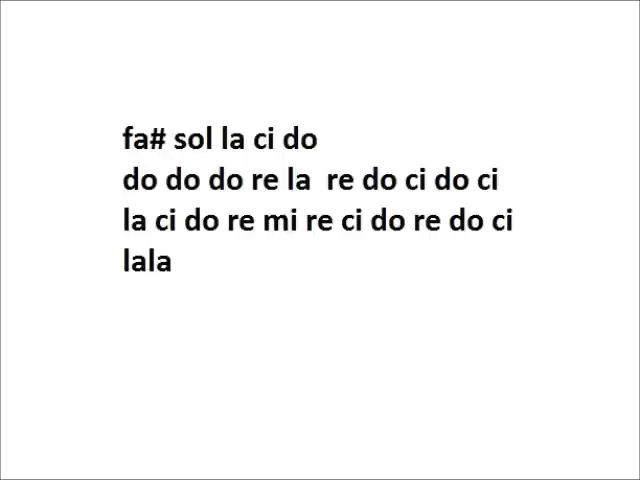 fa# sol la ci do
do do do re la  re do ci do ci
la ci do re mi re ci do re do ci
lala